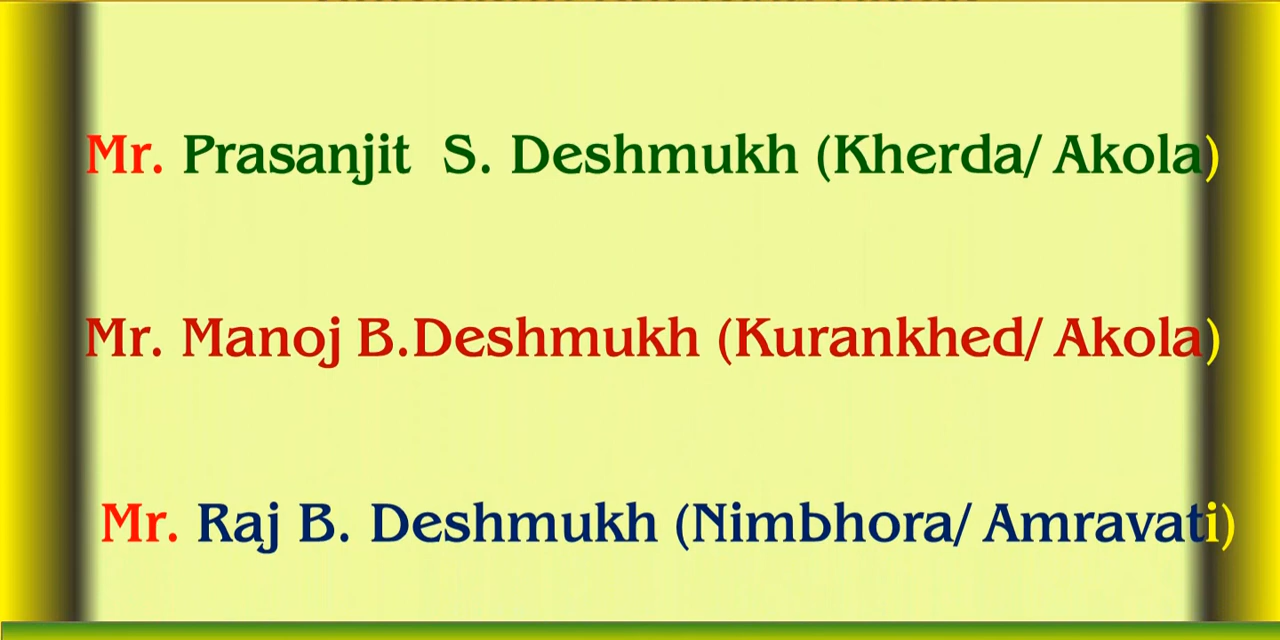 Mr. Prasanjit S. Deshmukh (Kherda/ Akola)
Mr. Manoj B.Deshmukh (Kurankhed/ Akola)
Mr. Raj B. Deshmukh (Nimbhora/ Amravati)